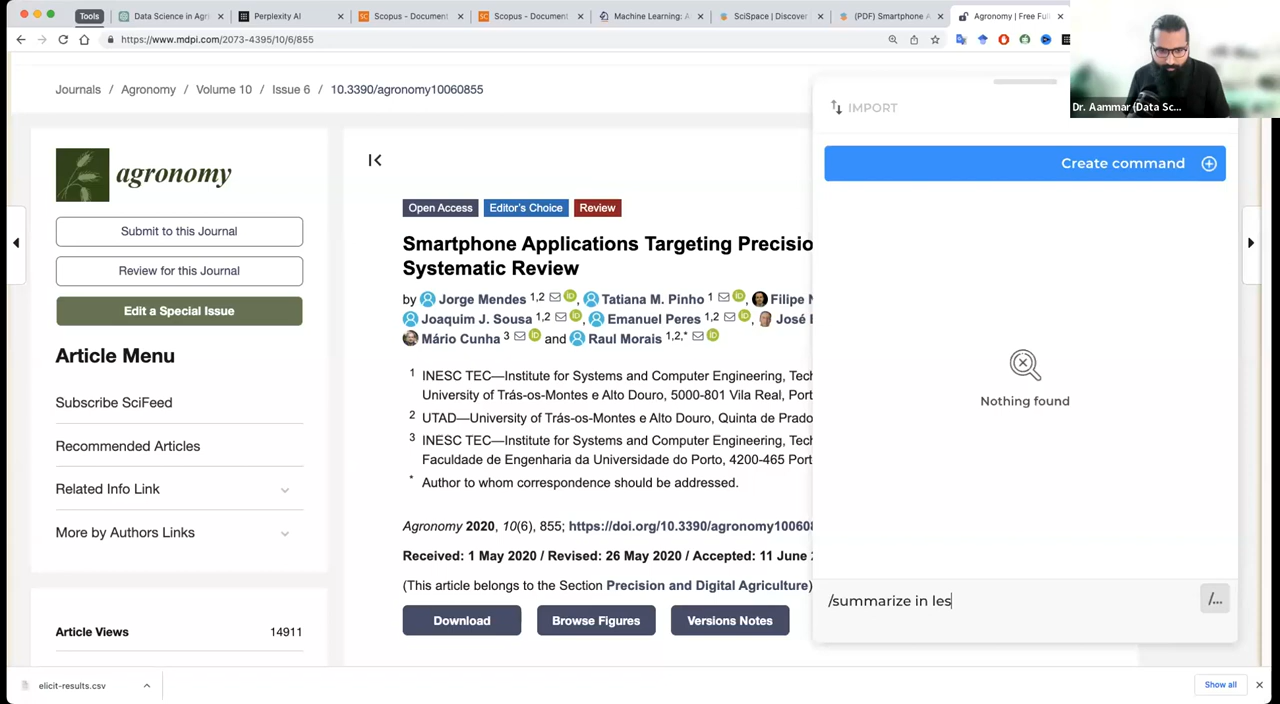 Tools
Data Science in Agri
Perplexity AI
Scopus - Document
Scopus - Document
Machine Learning: A
SciSpace | Discover
(PDF) Smartphone A
Agronomy | Free Full
https://www.mdpi.com/2073-4395/10/6/855
Dr. Aammar (Data Sc...
Journals / Agronomy / Volume 10 / Issue 6 / 10.3390/agronomy10060855
IMPORT
Create command
agronomy
Submit to this Journal
Review for this Journal
Edit a Special Issue
Article Menu
Subscribe SciFeed
Recommended Articles
Related Info Link
More by Authors Links
Article Views 14911
Open Access Editor's Choice Review
Smartphone Applications Targeting Precisio
Systematic Review
by Jorge Mendes 1,2, Tatiana M. Pinho 1, Filipe N
Joaquim J. Sousa 1,2, Emanuel Peres 1,2, José
Mário Cunha 3 and Raul Morais 1,2,*
1 INESC TEC—Institute for Systems and Computer Engineering, Tech
University of Trás-os-Montes e Alto Douro, 5000-801 Vila Real, Port
2 UTAD—University of Trás-os-Montes e Alto Douro, Quinta de Prado
3 INESC TEC—Institute for Systems and Computer Engineering, Tech
Faculdade de Engenharia da Universidade do Porto, 4200-465 Port
* Author to whom correspondence should be addressed.
Agronomy 2020, 10(6), 855; https://doi.org/10.3390/agronomy10060
Received: 1 May 2020 / Revised: 26 May 2020 / Accepted: 11 June
(This article belongs to the Section Precision and Digital Agriculture)
Download
Browse Figures
Versions Notes
Nothing found
/summarize in les
/...
elicit-results.csv
Show all